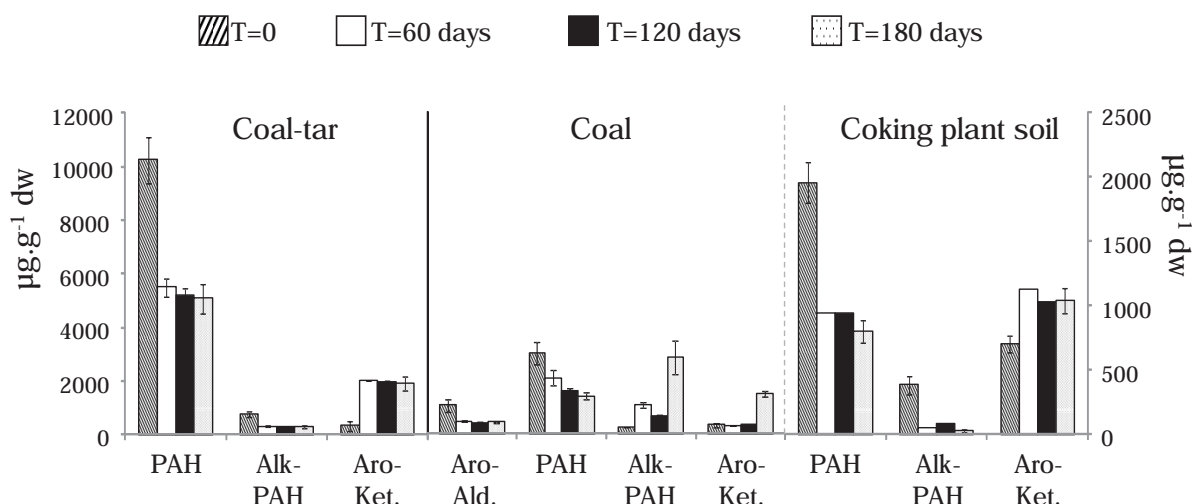 T=0 T=60 days T=120 days T=180 days
Coal-tar Coal Coking plant soil
µg.g-1 dw
12000
10000
8000
6000
4000
2000
0
2500
2000
1500
1000
500
0
µg.g-1 dw
PAH Alk- Aro- Aro- PAH Alk- Aro- PAH Alk- Aro-
PAH Ket. Ald. PAH Ket. PAH Ket.